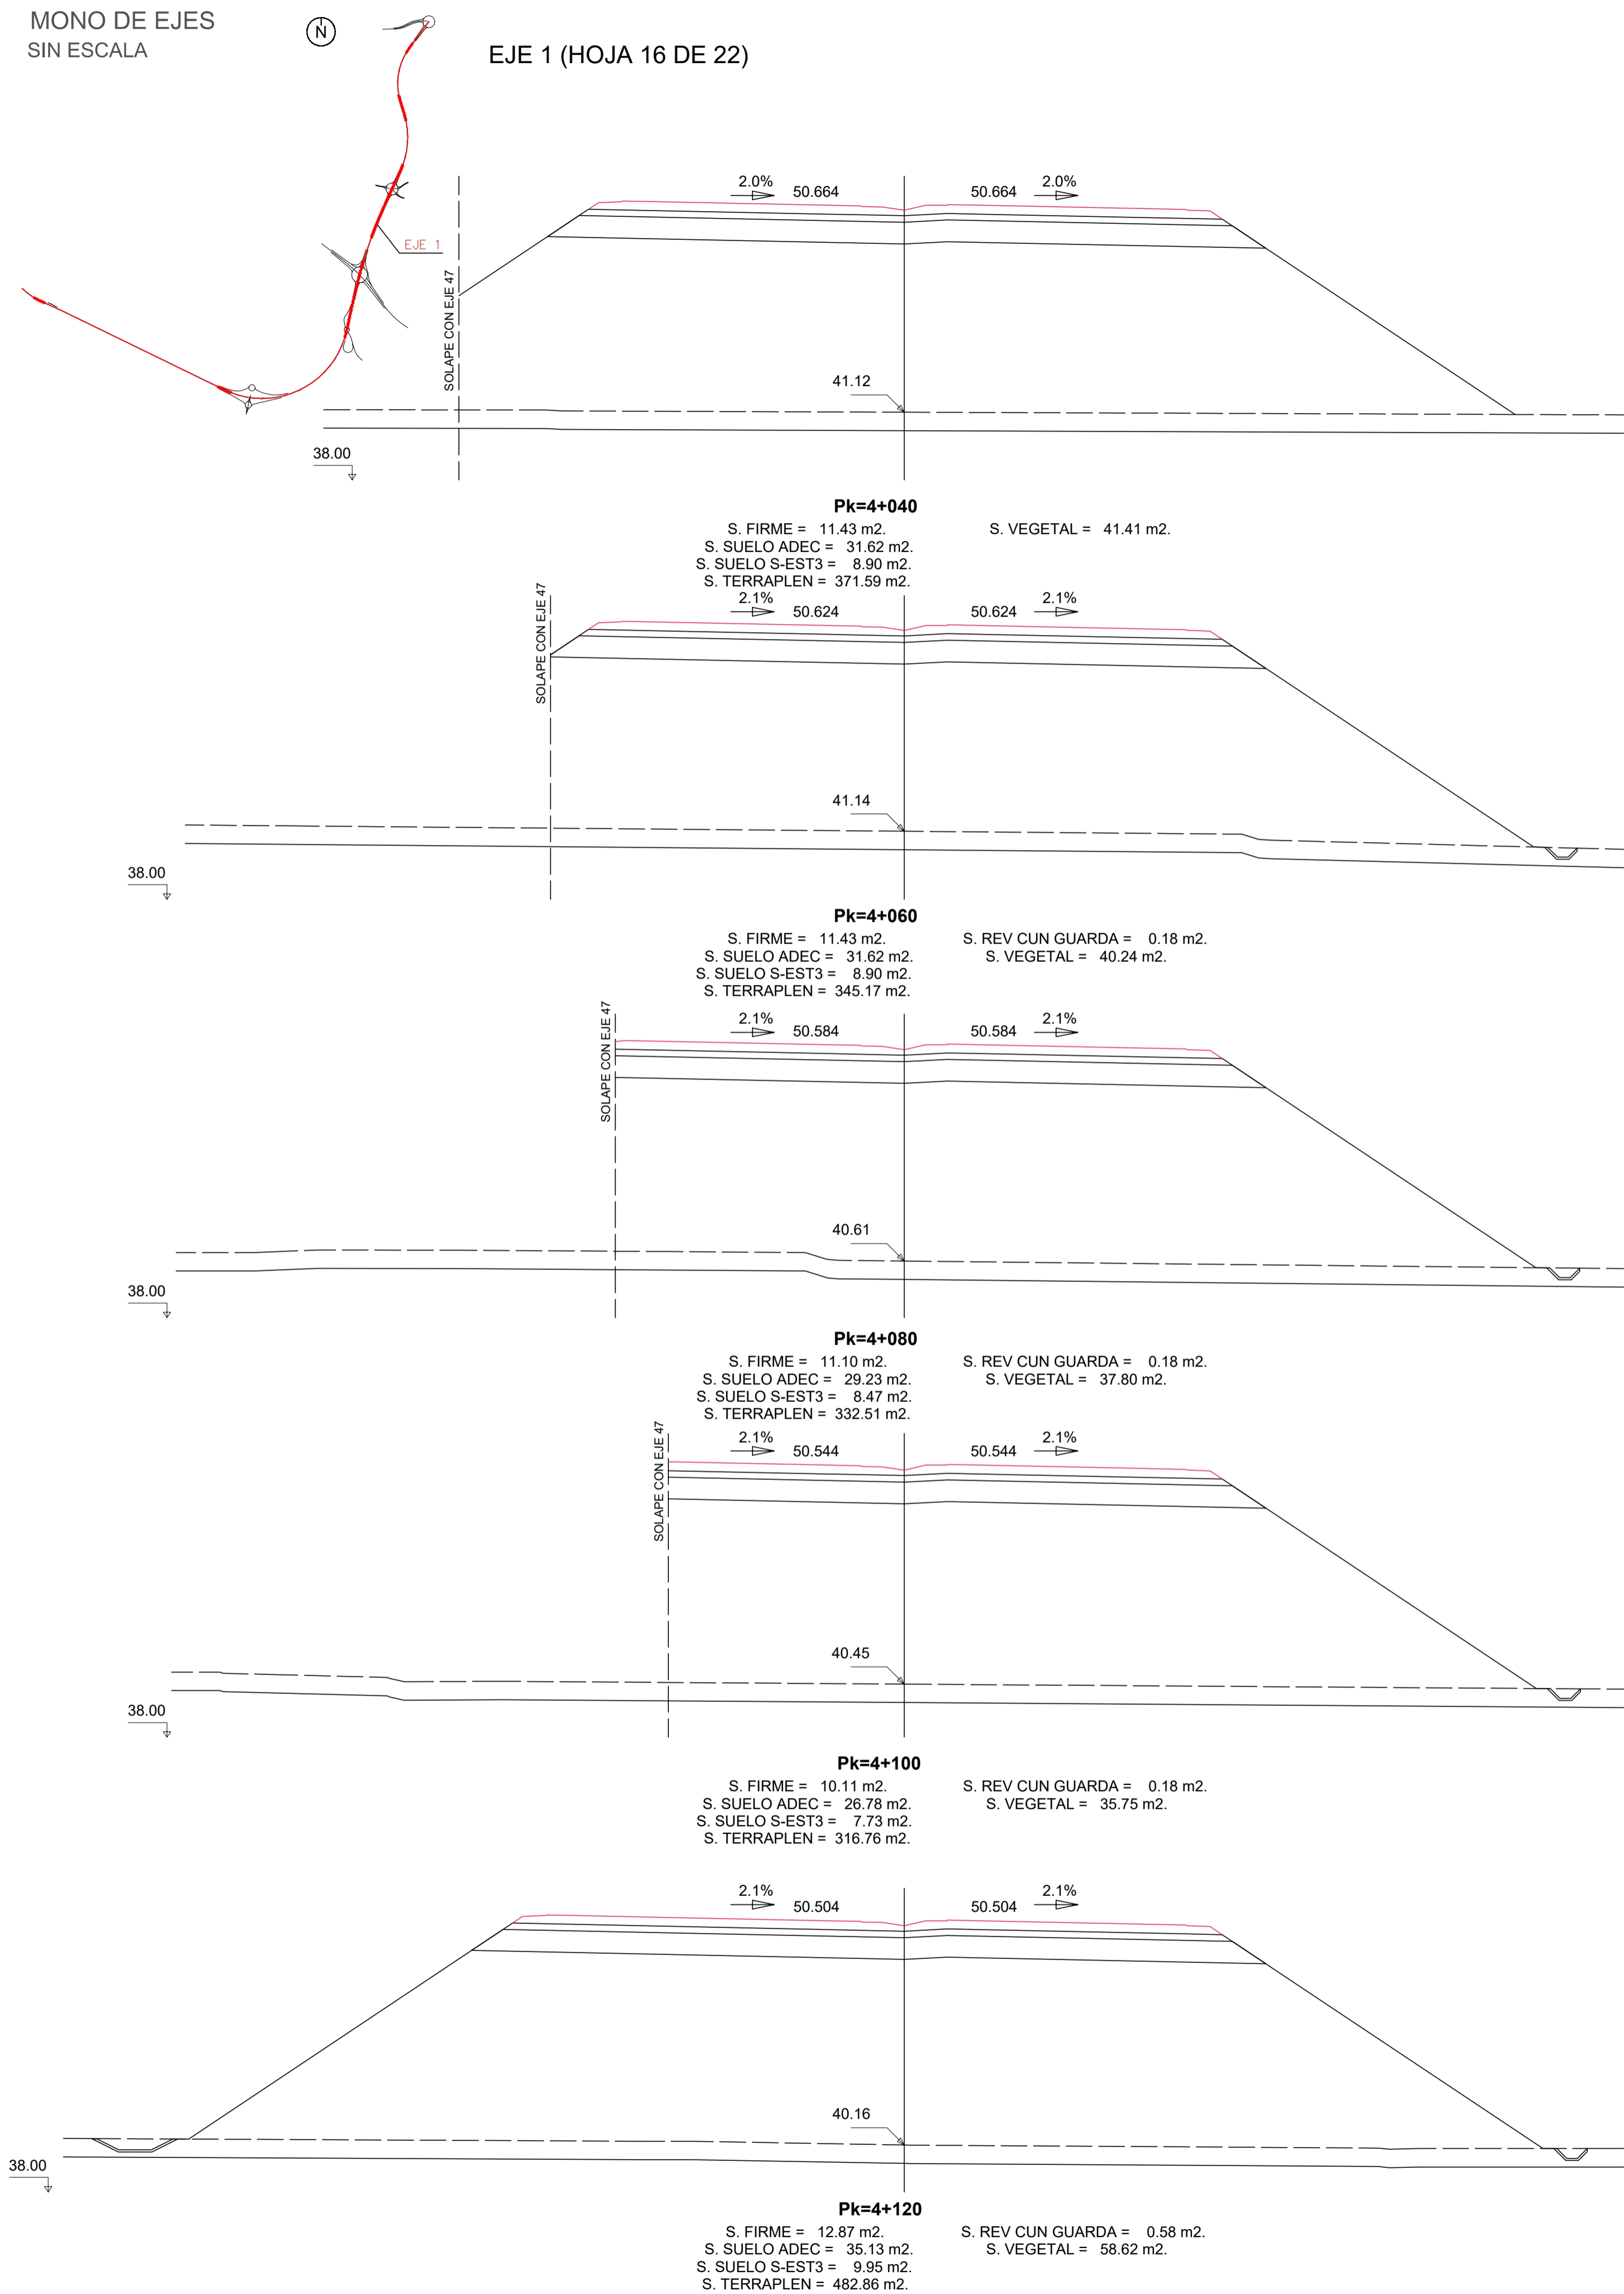 MONO DE EJES
SIN ESCALA
N
EJE 1 (HOJA 16 DE 22)
EJE 1
SOLAPE CON EJE 47
2.0%
50.664
50.664
2.0%
41.12
38.00
Pk=4+040
S. FIRME = 11.43 m2.
S. VEGETAL = 41.41 m2.
S. SUELO ADEC = 31.62 m2.
S. SUELO S-EST3 = 8.90 m2.
S. TERRAPLEN = 371.59 m2.
SOLAPE CON EJE 47
2.1%
50.624
50.624
2.1%
41.14
38.00
Pk=4+060
S. FIRME = 11.43 m2.
S. REV CUN GUARDA = 0.18 m2.
S. SUELO ADEC = 31.62 m2.
S. VEGETAL = 40.24 m2.
S. SUELO S-EST3 = 8.90 m2.
S. TERRAPLEN = 345.17 m2.
SOLAPE CON EJE 47
2.1%
50.584
50.584
2.1%
40.61
38.00
Pk=4+080
S. FIRME = 11.10 m2.
S. REV CUN GUARDA = 0.18 m2.
S. SUELO ADEC = 29.23 m2.
S. VEGETAL = 37.80 m2.
S. SUELO S-EST3 = 8.47 m2.
S. TERRAPLEN = 332.51 m2.
SOLAPE CON EJE 47
2.1%
50.544
50.544
2.1%
40.45
38.00
Pk=4+100
S. FIRME = 10.11 m2.
S. REV CUN GUARDA = 0.18 m2.
S. SUELO ADEC = 26.78 m2.
S. VEGETAL = 35.75 m2.
S. SUELO S-EST3 = 7.73 m2.
S. TERRAPLEN = 316.76 m2.
2.1%
50.504
50.504
2.1%
40.16
38.00
Pk=4+120
S. FIRME = 12.87 m2.
S. REV CUN GUARDA = 0.58 m2.
S. SUELO ADEC = 35.13 m2.
S. VEGETAL = 58.62 m2.
S. SUELO S-EST3 = 9.95 m2.
S. TERRAPLEN = 482.86 m2.